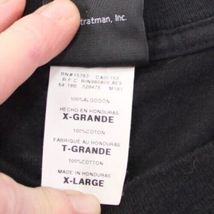 tratman, Inc.
100% ALGODON
HECHO EN HONDURAS
X-GRANDE
100% COTTON
FABRIQUE AU HONDURAS
T-GRANDE
100% COTTON
MADE IN HONDURAS
X-LARGE